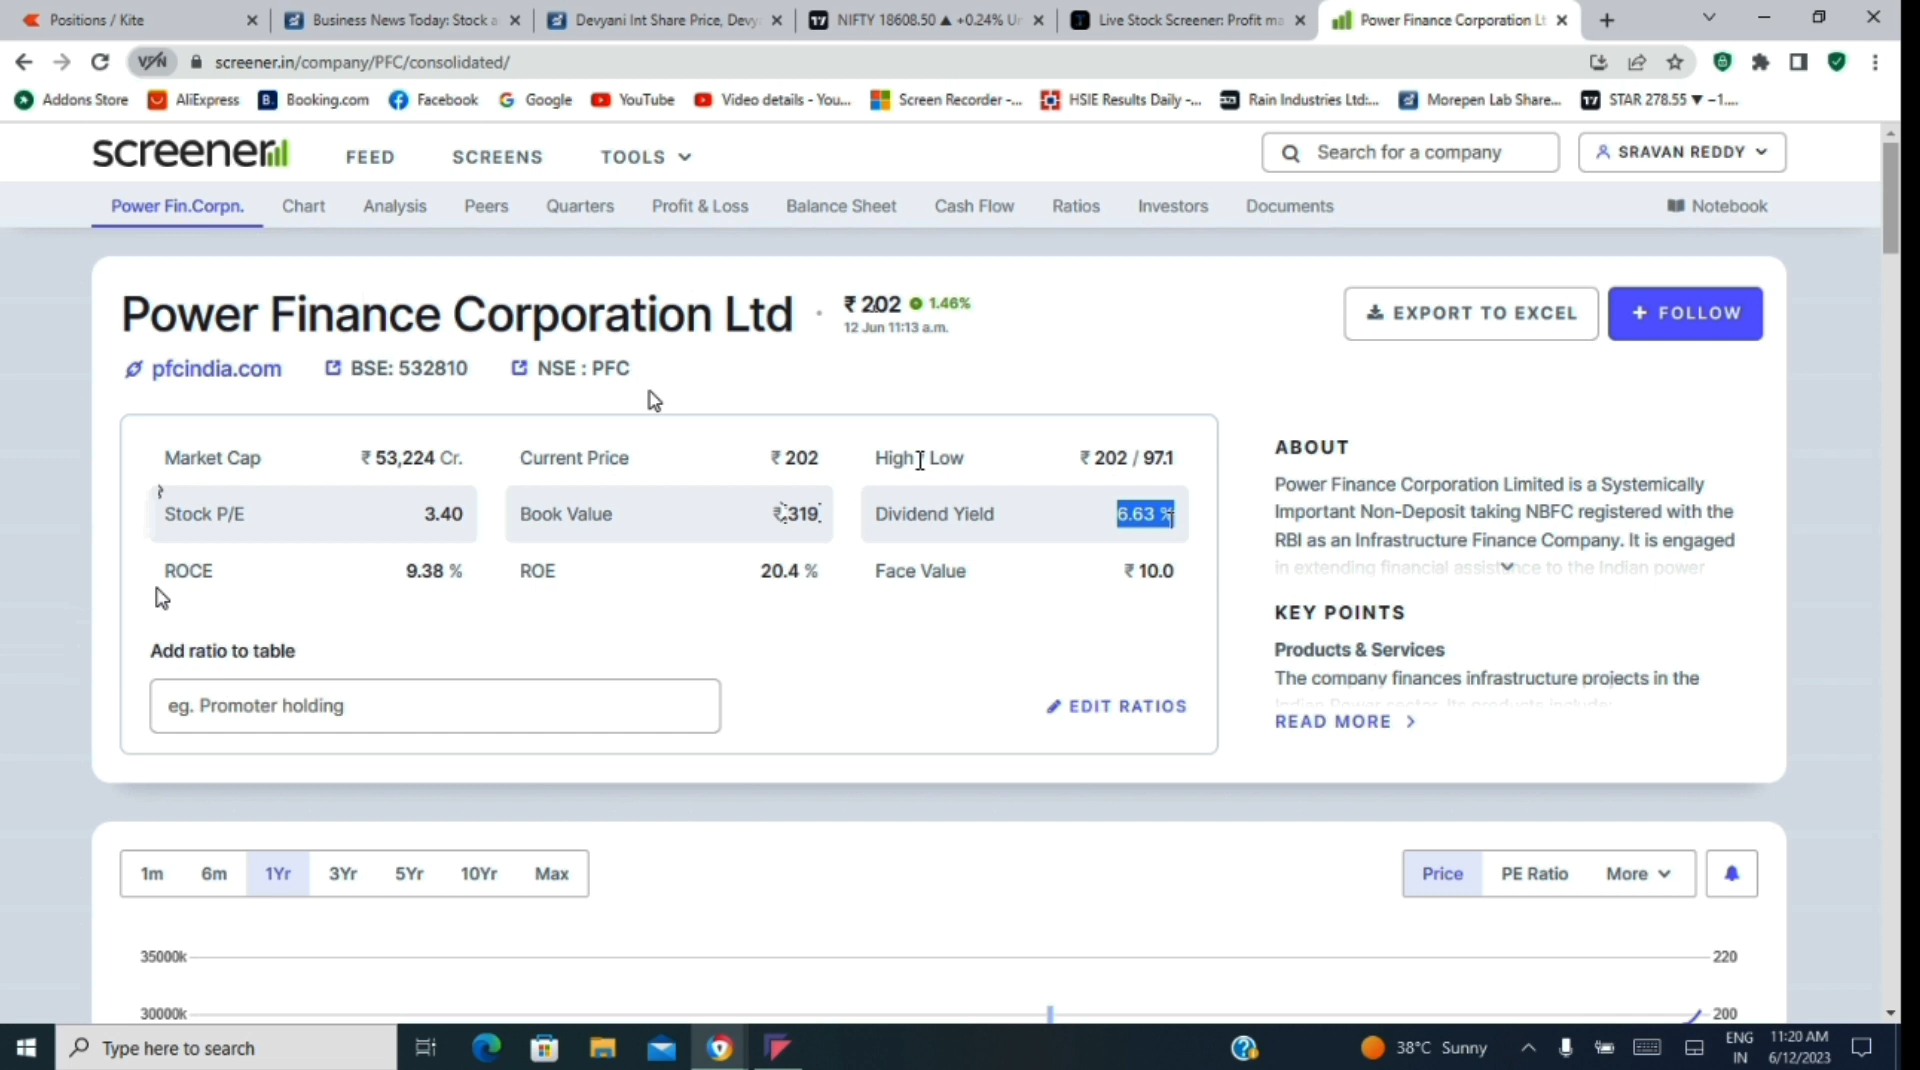 Positions / Kite
Business News Today: Stock a
Devyani Int Share Price, Devy
NIFTY 18608.50 ▲ +0.24% Un
Live Stock Screener: Profit ma
Power Finance Corporation Lt
VPN
screener.in/company/PFC/consolidated/
Addons Store
AliExpress
Booking.com
Facebook
Google
YouTube
Video details - You...
Screen Recorder -...
HSIE Results Daily -...
Rain Industries Ltd:...
Morepen Lab Share...
STAR 278.55 ▼ −1....
screener
FEED
SCREENS
TOOLS
Search for a company
SRAVAN REDDY
Power Fin.Corpn.
Chart
Analysis
Peers
Quarters
Profit & Loss
Balance Sheet
Cash Flow
Ratios
Investors
Documents
Notebook
Power Finance Corporation Ltd
₹ 202 1.46%
12 Jun 11:13 a.m.
EXPORT TO EXCEL
+ FOLLOW
pfcindia.com
BSE: 532810
NSE : PFC
Market Cap ₹ 53,224 Cr.
Current Price ₹ 202
High / Low ₹ 202 / 97.1
Stock P/E 3.40
Book Value ₹ 319
Dividend Yield 6.63 %
ROCE 9.38 %
ROE 20.4 %
Face Value ₹ 10.0
Add ratio to table
eg. Promoter holding
EDIT RATIOS
ABOUT
Power Finance Corporation Limited is a Systemically
Important Non-Deposit taking NBFC registered with the
RBI as an Infrastructure Finance Company. It is engaged
in extending financial assistance to the Indian power
KEY POINTS
Products & Services
The company finances infrastructure projects in the
Indian Power sector. Its products include:
READ MORE
1m
6m
1Yr
3Yr
5Yr
10Yr
Max
Price
PE Ratio
More
35000k
220
30000k
200
Type here to search
38°C Sunny
ENG
IN
11:20 AM
6/12/2023